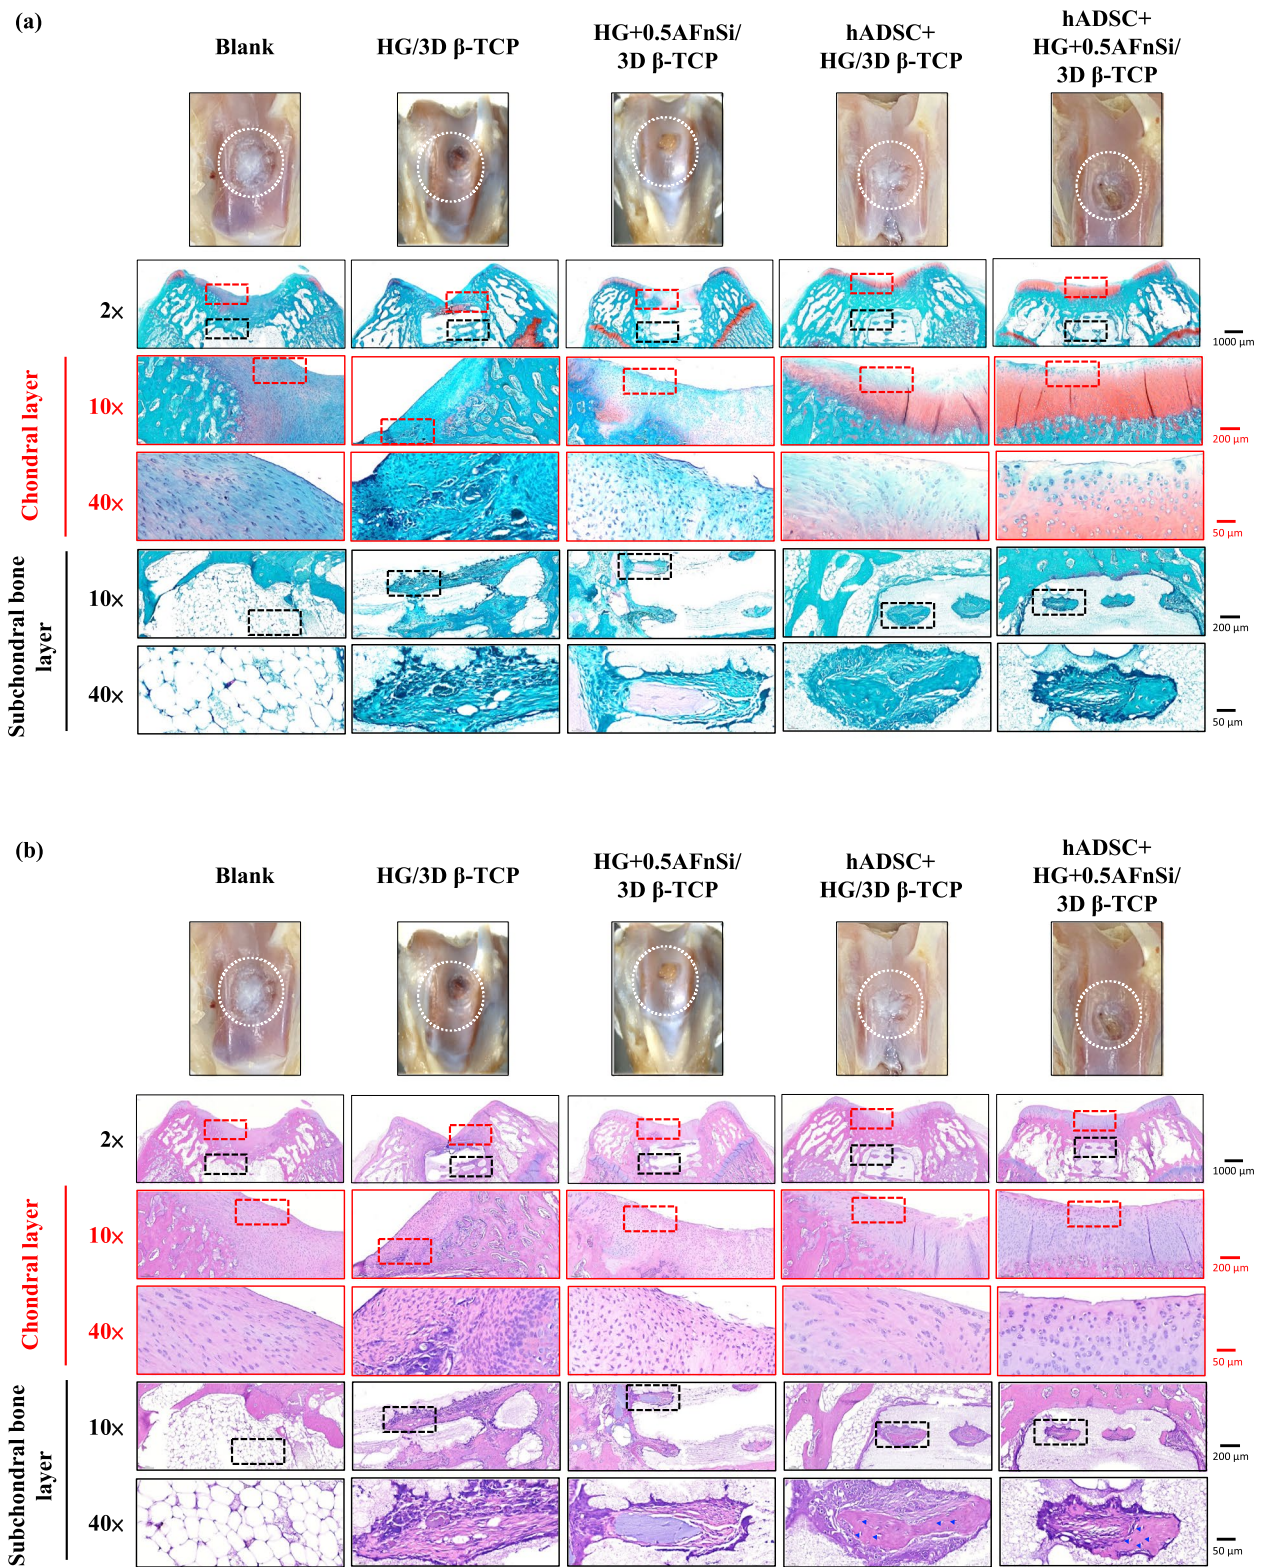 (a)
Blank
HG/3D β-TCP
HG+0.5AFnSi/
3D β-TCP
hADSC+
HG/3D β-TCP
hADSC+
HG+0.5AFnSi/
3D β-TCP
2×
1000 μm
Chondral layer
10×
200 μm
40×
50 μm
Subchondral bone
layer
10×
200 μm
40×
50 μm
(b)
Blank
HG/3D β-TCP
HG+0.5AFnSi/
3D β-TCP
hADSC+
HG/3D β-TCP
hADSC+
HG+0.5AFnSi/
3D β-TCP
2×
1000 μm
Chondral layer
10×
200 μm
40×
50 μm
Subchondral bone
layer
10×
200 μm
40×
50 μm